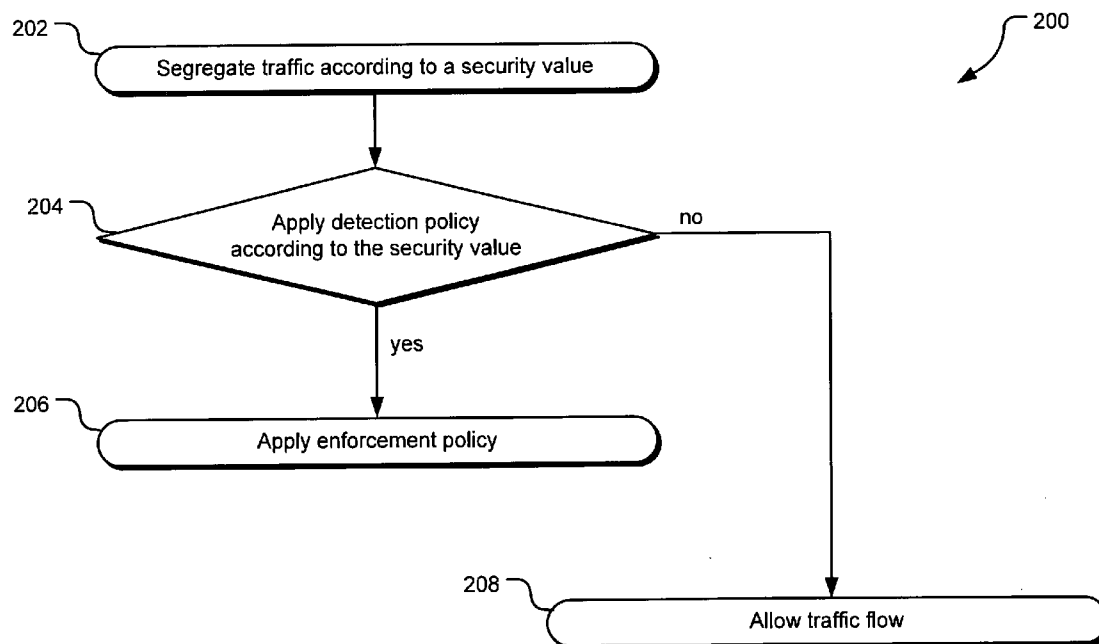 202
200
Segregate traffic according to a security value
204
Apply detection policy
according to the security value
no
yes
206
Apply enforcement policy
208
Allow traffic flow